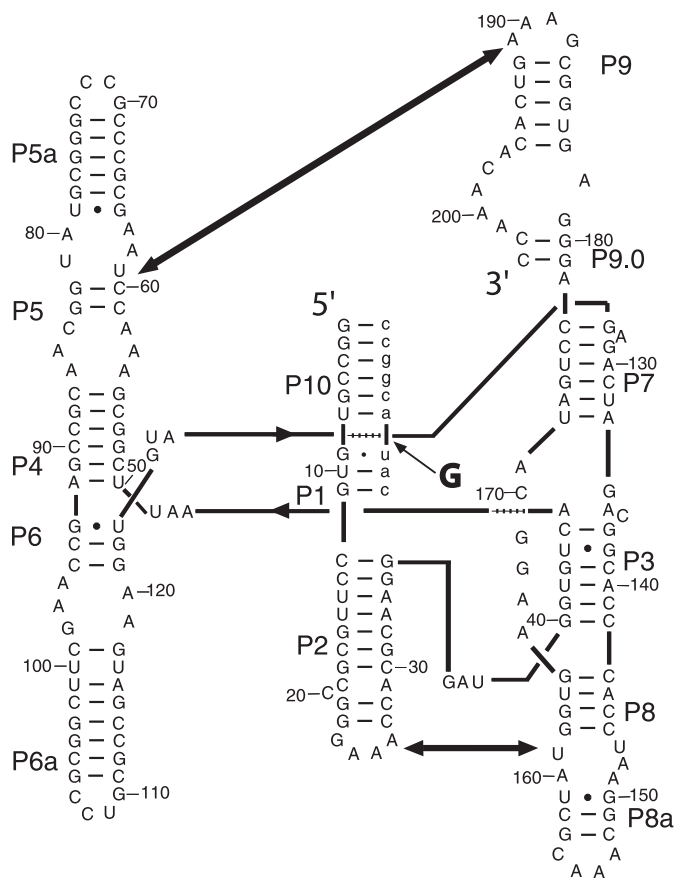 C C
C G 70
G C
G C
P5a
G C
C G
G C
U • G
80 A A
U A
U
G C 60
P5 G C
C A
A A
A A
C G
G C
C G
90 C G
P4 G C
A U 50
P6 G • U
C G
C G
A A 120
A A
G
U G
100 U U
C A
U G
U C
C C
G G
G C
P6a C G
G C
C G 110
C U
C
U A
G
U A A
5'
G c
G c
C g
C g
P10 G c
U a
G • u
10 U a
P1 G c
G
C G
C G
U A
U A
G C
P2 C G
G C 30
20 C C A
G C
G C
G A
A A
G A U
190 A A
A G
G C P9
U G
C G
A U
C G
A
C A
A
200 A G
A
C G 180
C G P9.0
3' A
C G
C A
U G
G A 130
A C P7
U U
A A
A
170 C
G
G
A
A
G
A A
C C
U • G
G G
U C P3
G A 140
G C
40 G C
G C
U A
G C P8
G C
U U
160 A A
U A
A • G 150
U G
C G P8a
G C
C A
A A